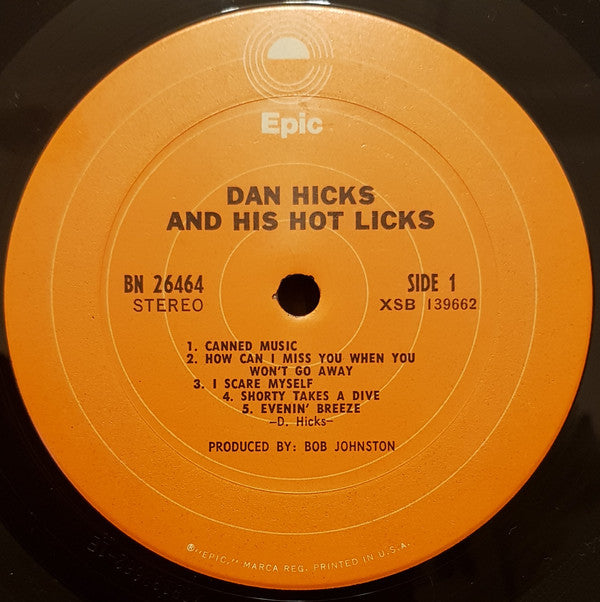 Epic
DAN HICKS
AND HIS HOT LICKS
BN 26464
STEREO
SIDE 1
XSB 139662
1. CANNED MUSIC
2. HOW CAN I MISS YOU WHEN YOU
WON'T GO AWAY
3. I SCARE MYSELF
4. SHORTY TAKES A DIVE
5. EVENIN' BREEZE
—D. Hicks—
PRODUCED BY: BOB JOHNSTON
®"EPIC," MARCA REG. PRINTED IN U.S.A.